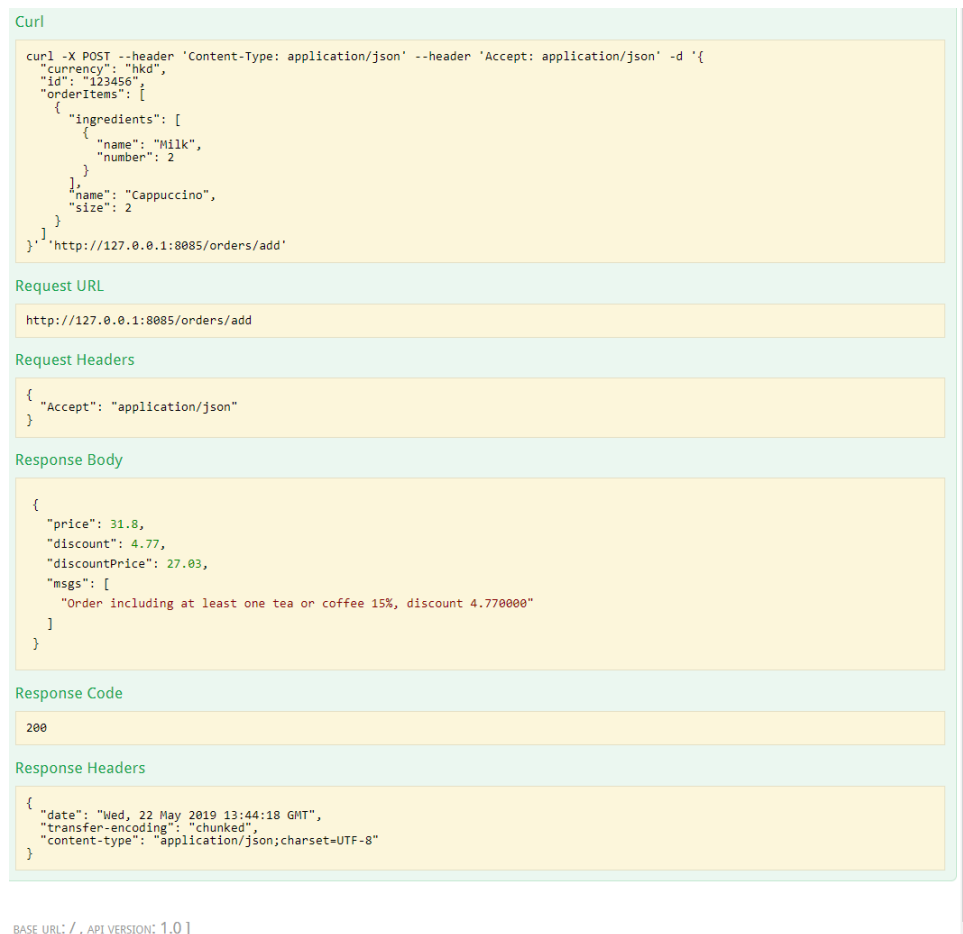 Curl
curl -X POST --header 'Content-Type: application/json' --header 'Accept: application/json' -d '{
"currency": "hkd",
"id": "123456",
"orderItems": [
{
"ingredients": [
{
"name": "Milk",
"number": 2
}
],
"name": "Cappuccino",
"size": 2
}
]
}' 'http://127.0.0.1:8085/orders/add'
Request URL
http://127.0.0.1:8085/orders/add
Request Headers
{
"Accept": "application/json"
}
Response Body
{
"price": 31.8,
"discount": 4.77,
"discountPrice": 27.03,
"msgs": [
"Order including at least one tea or coffee 15%, discount 4.770000"
]
}
Response Code
200
Response Headers
{
"date": "Wed, 22 May 2019 13:44:18 GMT",
"transfer-encoding": "chunked",
"content-type": "application/json;charset=UTF-8"
}
BASE URL: / , API VERSION: 1.0 ]